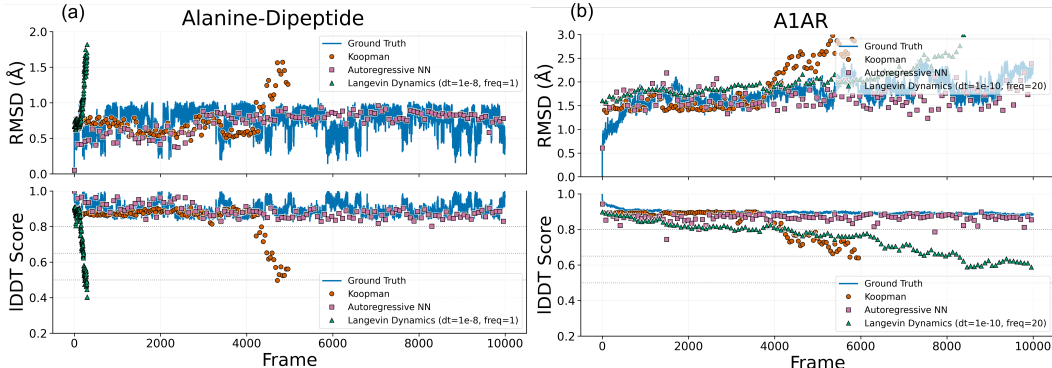 (a)
Alanine-Dipeptide
RMSD (Å)
2.0
1.5
1.0
0.5
0.0
Ground Truth
Koopman
Autoregressive NN
Langevin Dynamics (dt=1e-8, freq=1)
lDDT Score
1.0
0.8
0.6
0.4
0.2
Ground Truth
Koopman
Autoregressive NN
Langevin Dynamics (dt=1e-8, freq=1)
0 2000 4000 6000 8000 10000
Frame
(b)
A1AR
RMSD (Å)
3.0
2.5
2.0
1.5
1.0
0.5
0.0
Ground Truth
Koopman
Autoregressive NN
Langevin Dynamics (dt=1e-10, freq=20)
lDDT Score
1.0
0.8
0.6
0.4
0.2
Ground Truth
Koopman
Autoregressive NN
Langevin Dynamics (dt=1e-10, freq=20)
0 2000 4000 6000 8000 10000
Frame